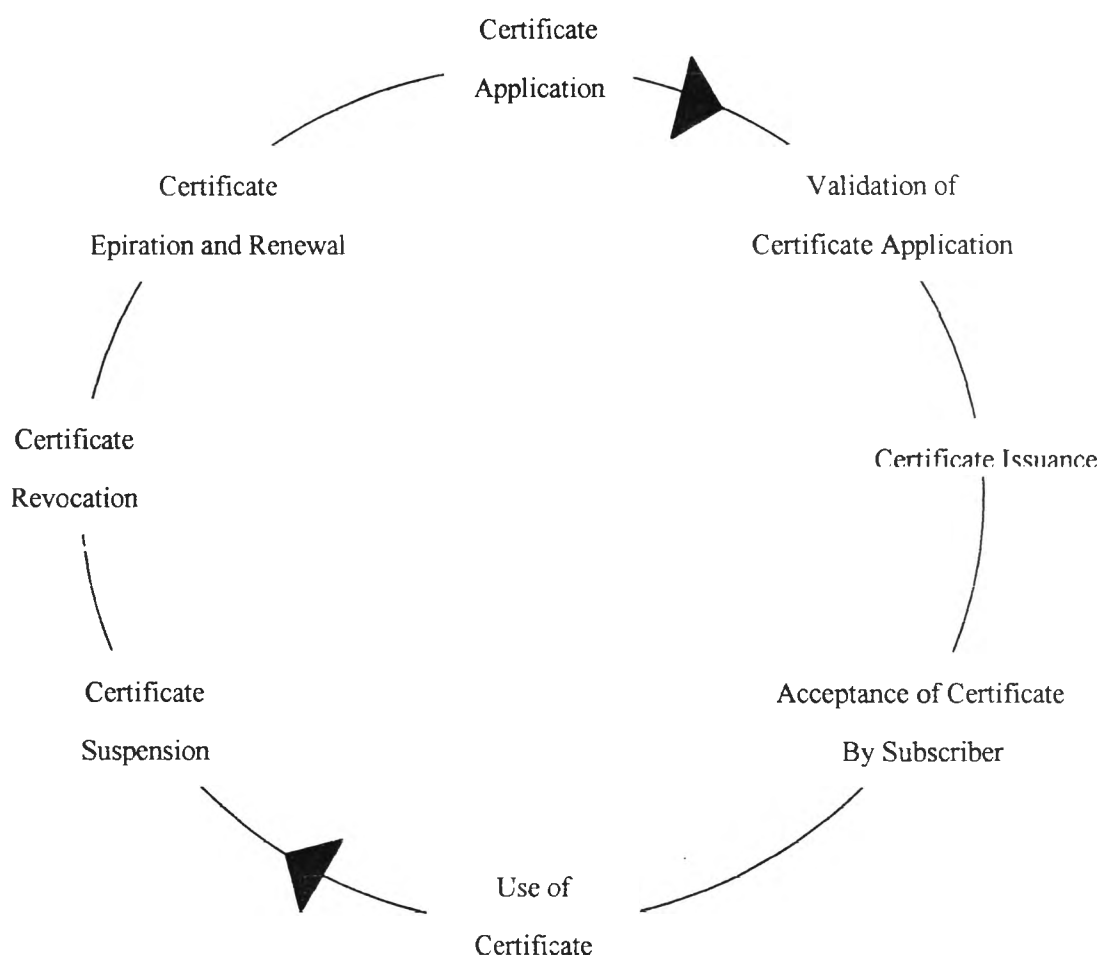 Certificate
Application
Validation of
Certificate Application
Certificate Issuance
Acceptance of Certificate
By Subscriber
Use of
Certificate
Certificate
Suspension
Certificate
Revocation
Certificate
Epiration and Renewal